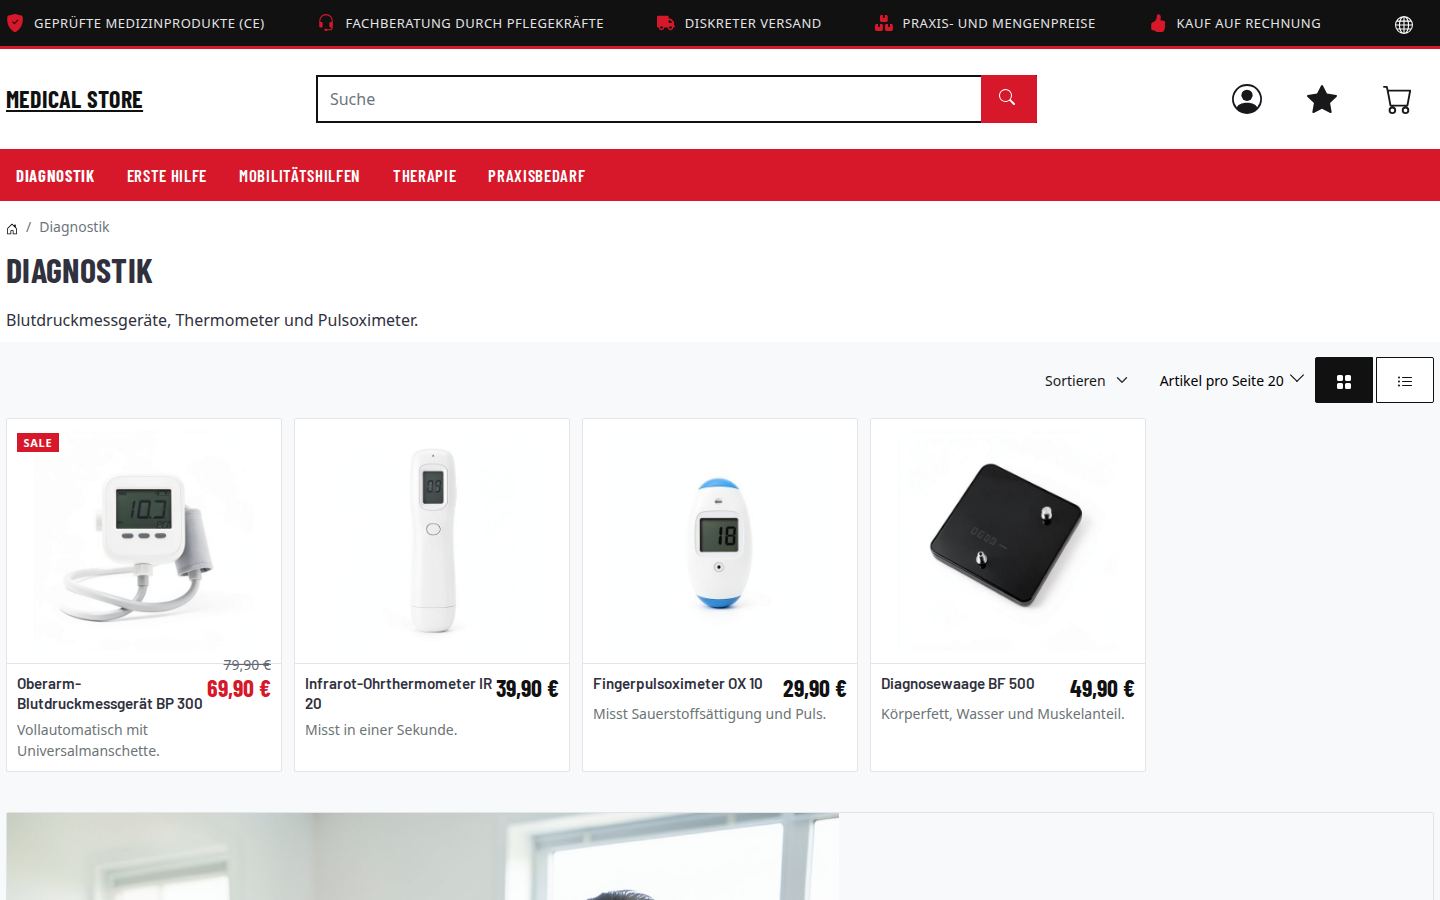 GEPRÜFTE MEDIZINPRODUKTE (CE)
FACHBERATUNG DURCH PFLEGEKRÄFTE
DISKRETER VERSAND
PRAXIS- UND MENGENPREISE
KAUF AUF RECHNUNG
MEDICAL STORE
Suche
DIAGNOSTIK
ERSTE HILFE
MOBILITÄTSHILFEN
THERAPIE
PRAXISBEDARF
/ Diagnostik
DIAGNOSTIK
Blutdruckmessgeräte, Thermometer und Pulsoximeter.
Sortieren
Artikel pro Seite 20
SALE
79,90 €
Oberarm-
Blutdruckmessgerät BP 300
69,90 €
Vollautomatisch mit
Universalmanschette.
Infrarot-Ohrthermometer IR
20
39,90 €
Misst in einer Sekunde.
18
Fingerpulsoximeter OX 10
29,90 €
Misst Sauerstoffsättigung und Puls.
Diagnosewaage BF 500
49,90 €
Körperfett, Wasser und Muskelanteil.